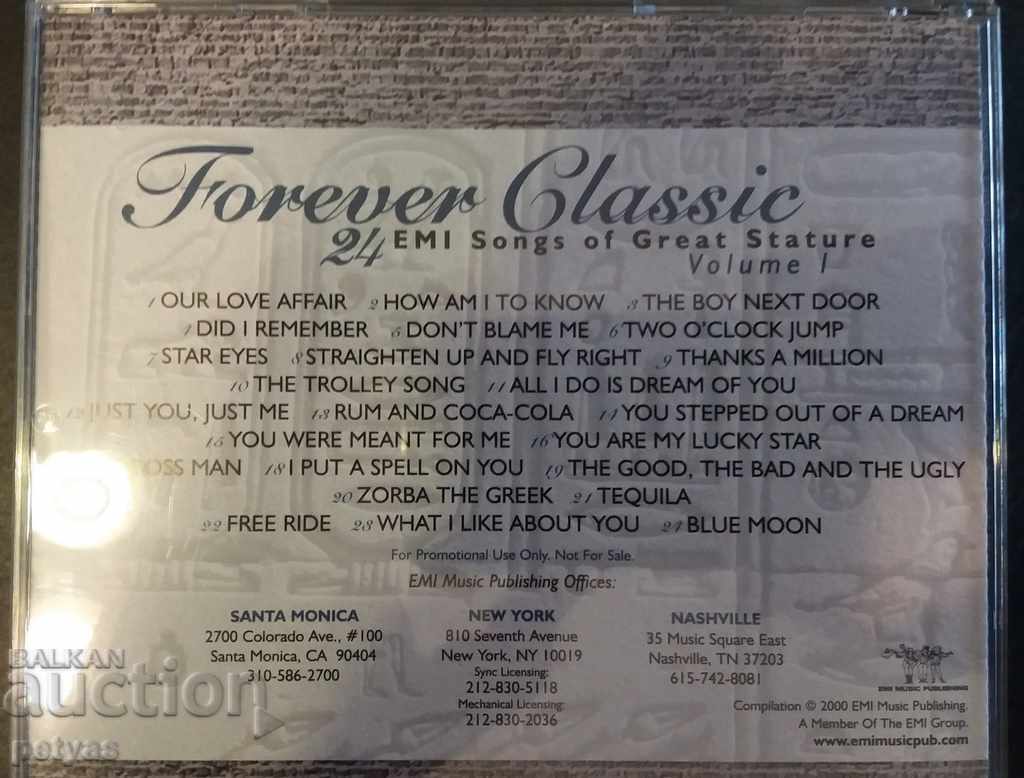 Forever Classic
24 EMI Songs of Great Stature
Volume I
1 OUR LOVE AFFAIR 2 HOW AM I TO KNOW 3 THE BOY NEXT DOOR
4 DID I REMEMBER 5 DON'T BLAME ME 6 TWO O'CLOCK JUMP
7 STAR EYES 8 STRAIGHTEN UP AND FLY RIGHT 9 THANKS A MILLION
10 THE TROLLEY SONG 11 ALL I DO IS DREAM OF YOU
12 JUST YOU, JUST ME 13 RUM AND COCA-COLA 14 YOU STEPPED OUT OF A DREAM
15 YOU WERE MEANT FOR ME 16 YOU ARE MY LUCKY STAR
MAN 18 I PUT A SPELL ON YOU 19 THE GOOD, THE BAD AND THE UGLY
20 ZORBA THE GREEK 21 TEQUILA
22 FREE RIDE 23 WHAT I LIKE ABOUT YOU 24 BLUE MOON
For Promotional Use Only. Not For Sale.
EMI Music Publishing Offices:
SANTA MONICA
2700 Colorado Ave., #100
Santa Monica, CA 90404
310-586-2700
NEW YORK
810 Seventh Avenue
New York, NY 10019
Sync Licensing:
212-830-5118
Mechanical Licensing:
212-830-2036
NASHVILLE
35 Music Square East
Nashville, TN 37203
615-742-8081
EMI MUSIC PUBLISHING
Compilation © 2000 EMI Music Publishing.
A Member Of The EMI Group.
www.emimusicpub.com
BALKAN
auction
petyas